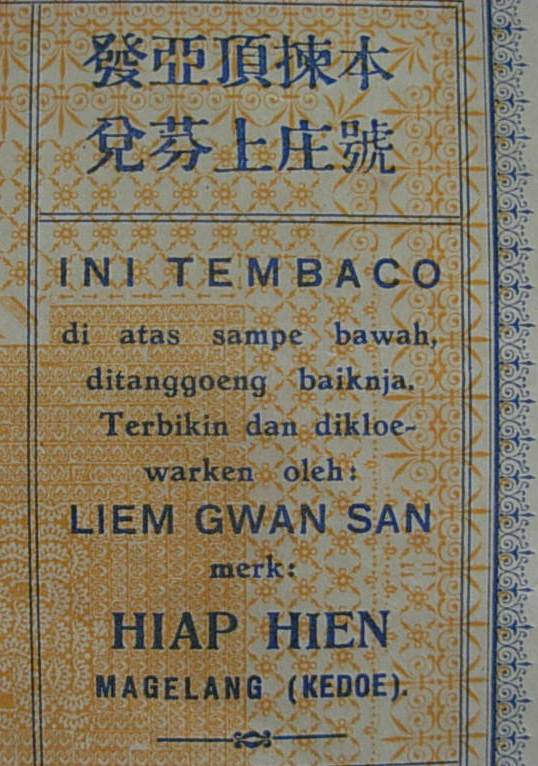 發亞頂揀本
兌芬上庄號
INI TEMBACO
di atas sampe bawah,
ditanggoeng baiknja.
Terbikin dan dikloe-
warken oleh:
LIEM GWAN SAN
merk:
HIAP HIEN
MAGELANG (KEDOE).